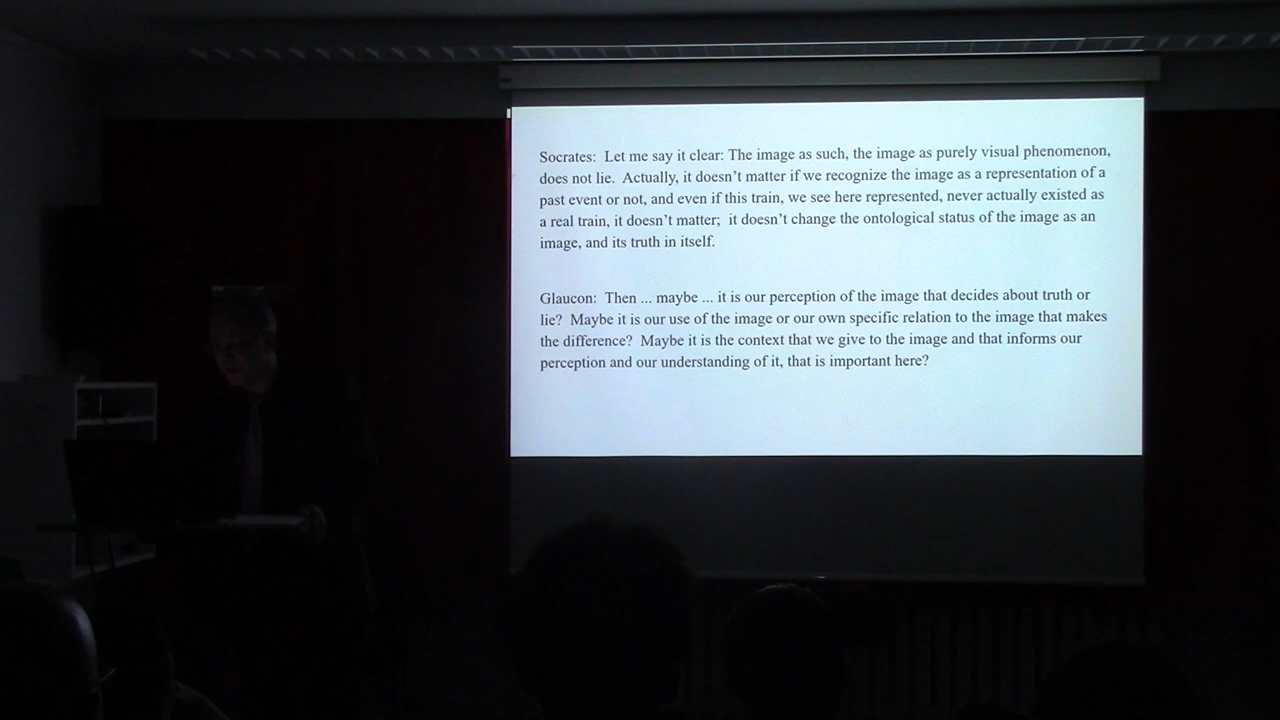 Socrates:  Let me say it clear: The image as such, the image as purely visual phenomenon,
does not lie.  Actually, it doesn't matter if we recognize the image as a representation of a
past event or not, and even if this train, we see here represented, never actually existed as
a real train, it doesn't matter;  it doesn't change the ontological status of the image as an
image, and its truth in itself.
Glaucon:  Then ... maybe ... it is our perception of the image that decides about truth or
lie?  Maybe it is our use of the image or our own specific relation to the image that makes
the difference?  Maybe it is the context that we give to the image and that informs our
perception and our understanding of it, that is important here?